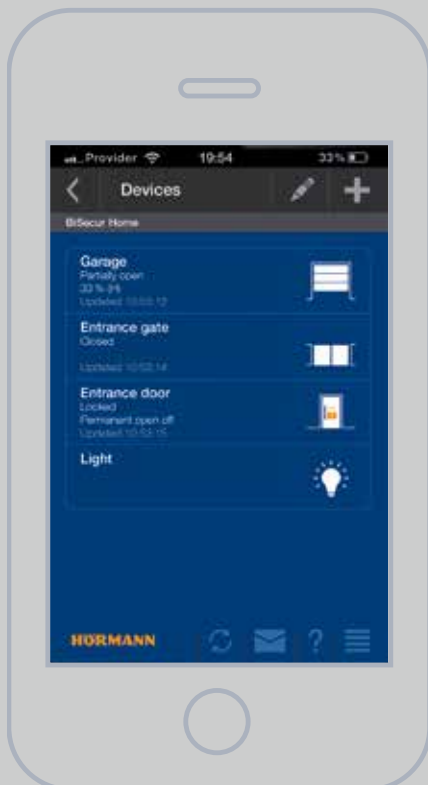 Provider 19:54 33%
Devices
BiSecur Home
Garage
Partially open
33 %
Updated
Entrance gate
Closed
Updated
Entrance door
Locked
Permanent open off
Updated
Light
HÖRMANN
?